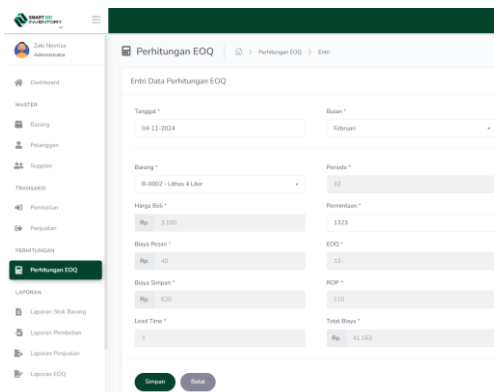 SMART EOQ
INVENTORY
Zaki Novriza
Administrator
Dashboard
MASTER
Barang
Pelanggan
Supplier
TRANSAKSI
Pembelian
Penjualan
PERHITUNGAN
Perhitungan EOQ
LAPORAN
Laporan Stok Barang
Laporan Pembelian
Laporan Penjualan
Laporan EOQ
Perhitungan EOQ
> Perhitungan EOQ > Entri
Entri Data Perhitungan EOQ
Tanggal *
04-11-2024
Bulan *
Februari
Barang *
B-0002 - Lithos 4 Liter
Periode *
12
Harga Beli *
Rp. 3.100
Permintaan *
1323
Biaya Pesan *
Rp. 40
EOQ *
13
Biaya Simpan *
Rp. 620
ROP *
110
Lead Time *
1
Total Biaya *
Rp. 41.163
Simpan
Batal